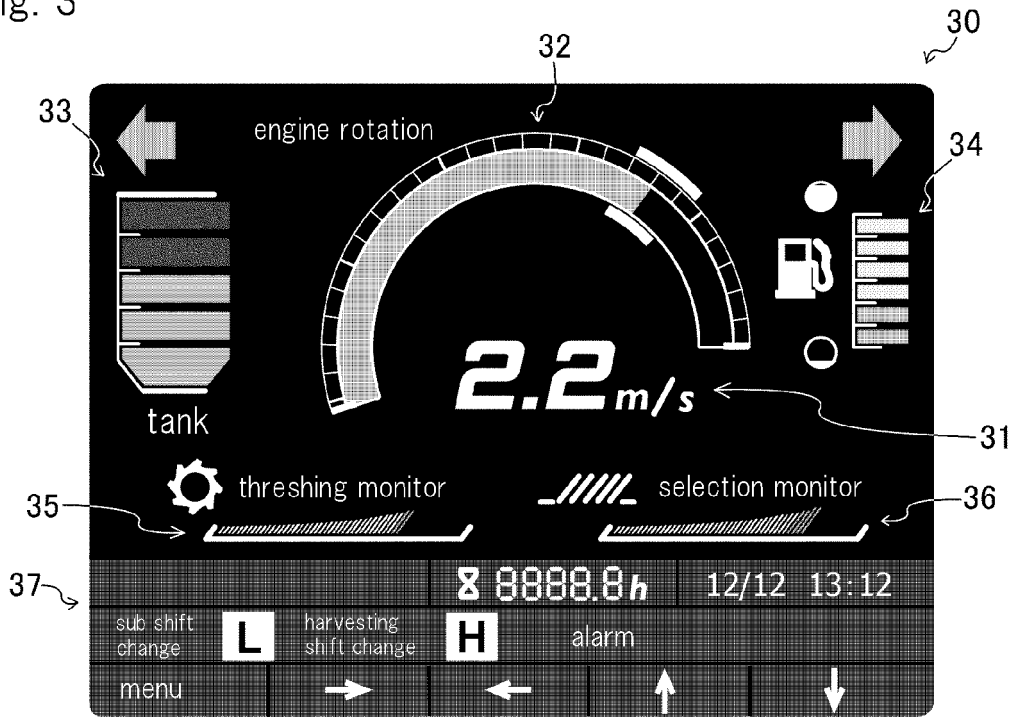 Fig. 3
30
32
33
engine rotation
34
2.2 m/s
31
tank
threshing monitor
selection monitor
35
36
37
8888.8h
12/12 13:12
sub shift
change
L
harvesting
shift change
H
alarm
menu